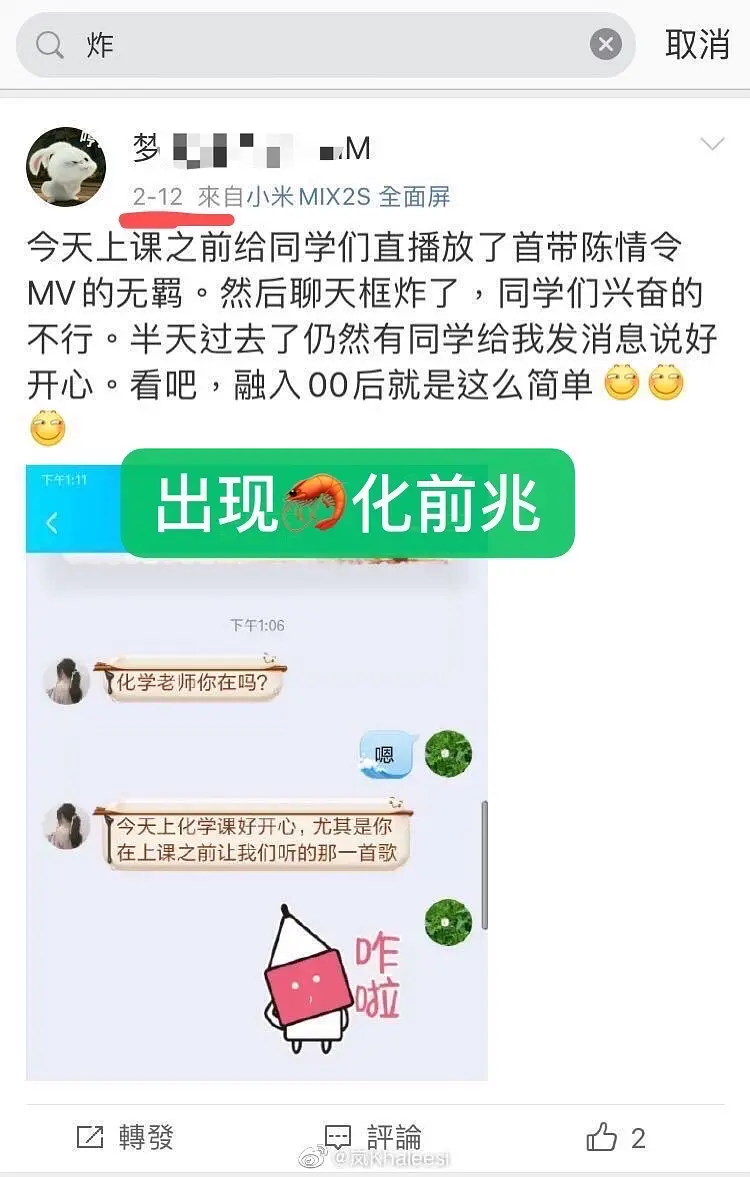 炸
取消
哼
梦 M
2-12 來自小米MIX2S 全面屏
今天上课之前给同学们直播放了首带陈情令
MV的无羁。然后聊天框炸了，同学们兴奋的
不行。半天过去了仍然有同学给我发消息说好
开心。看吧，融入00后就是这么简单
下午1:11
出现🦐化前兆
下午1:06
化学老师你在吗?
嗯
今天上化学课好开心, 尤其是你
在上课之前让我们听的那一首歌
咋
啦
轉發
評論
2
@岚Khaleesi